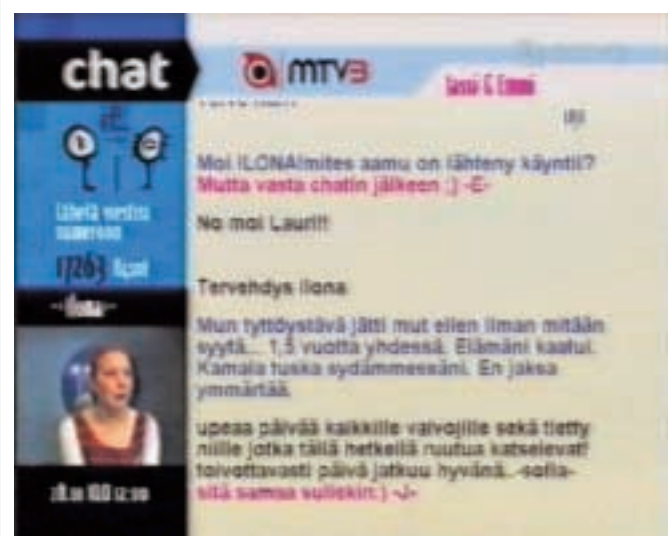 chat
MTV3
Moi ILONA!mites aamu on lähteny käyntii?
Mutta vasta chatin jälkeen ;) -E-
No moi Lauri!!
lähetä viestisi
numeroon
17263
Tervehdys ilona
-ilona-
Mun tyttöystävä jätti mut eilen ilman mitään
syytä... 1,5 vuotta yhdessä. Elämäni kaatui.
Kamala tuska sydämmessäni. En jaksa
ymmärtää.
upeaa päivää kaikkille valvojille sekä tietty
niille jotka tällä hetkellä ruutua katselevat!
toivottavasti päivä jatkuu hyvänä. -sofia-
sitä samaa sullekin:) -J-